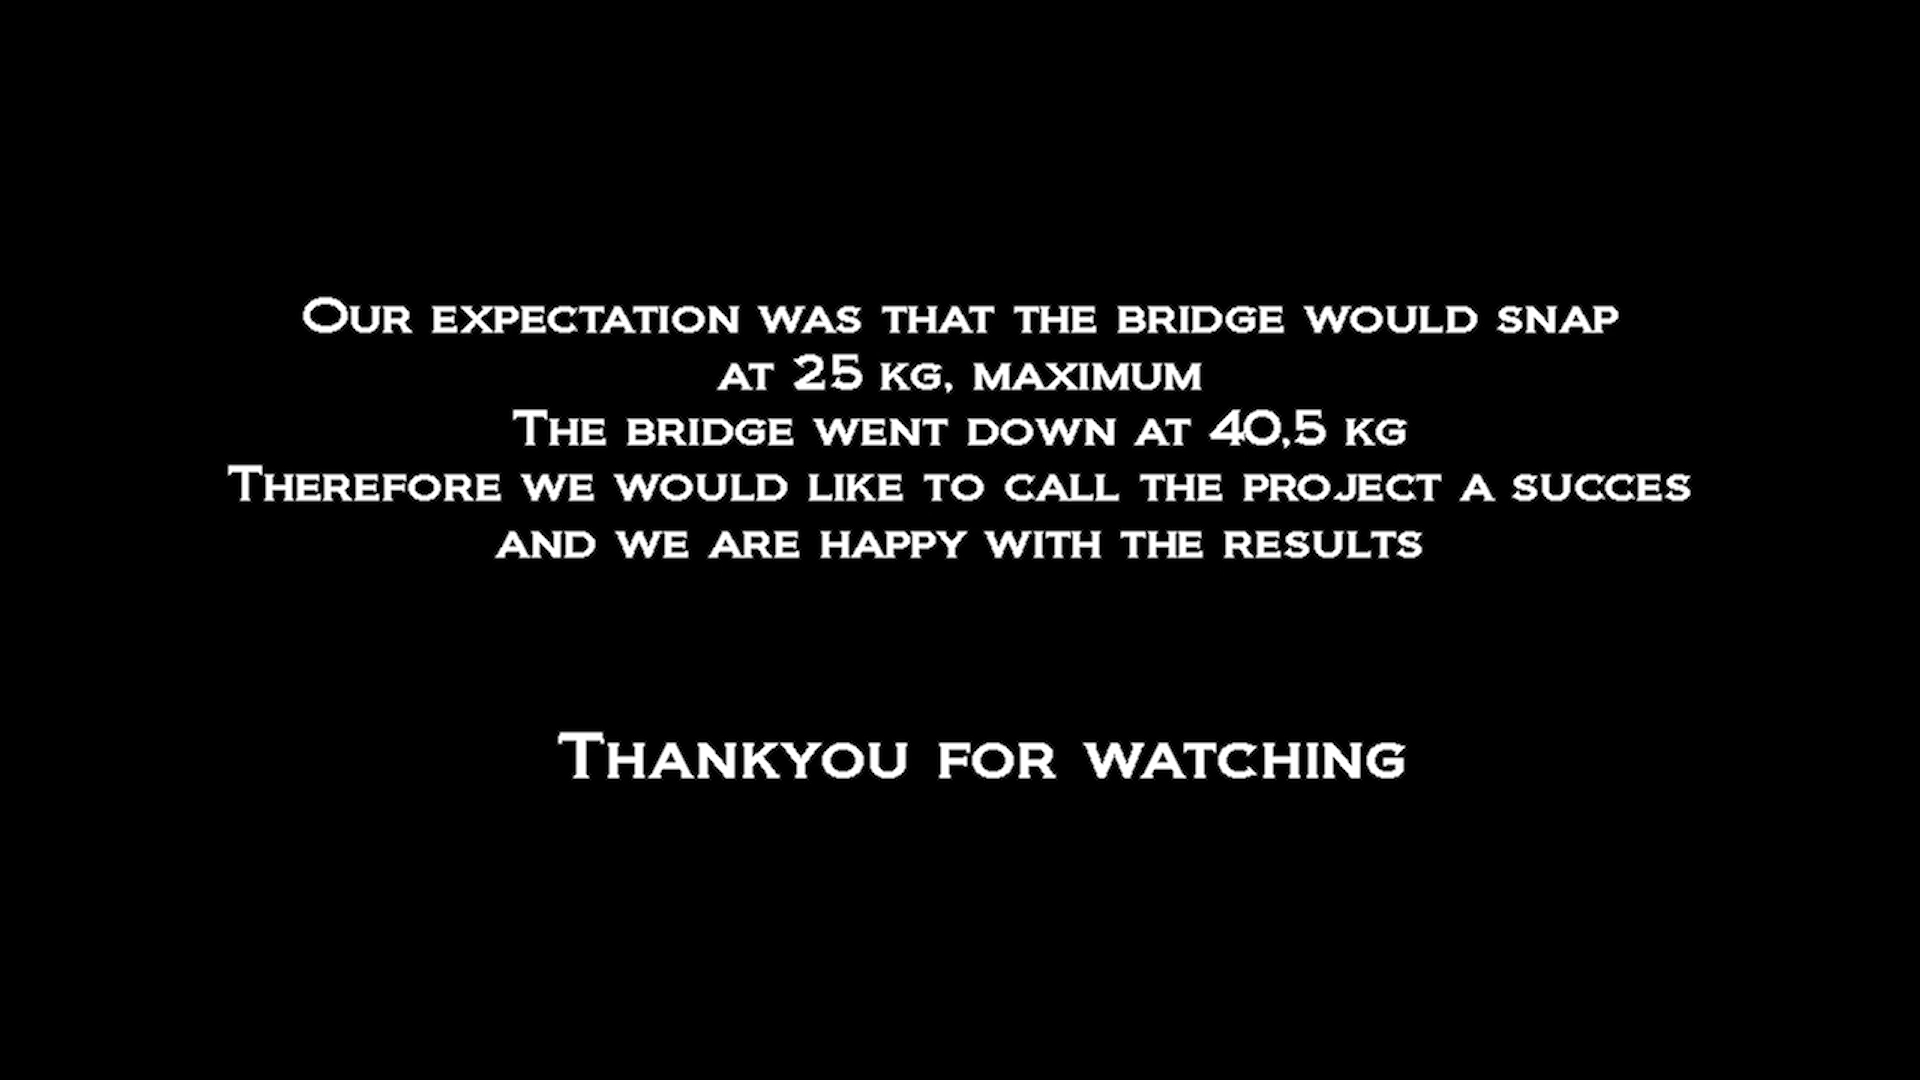 Our expectation was that the bridge would snap
at 25 kg, maximum
The bridge went down at 40,5 kg
Therefore we would like to call the project a succes
and we are happy with the results
Thankyou for watching